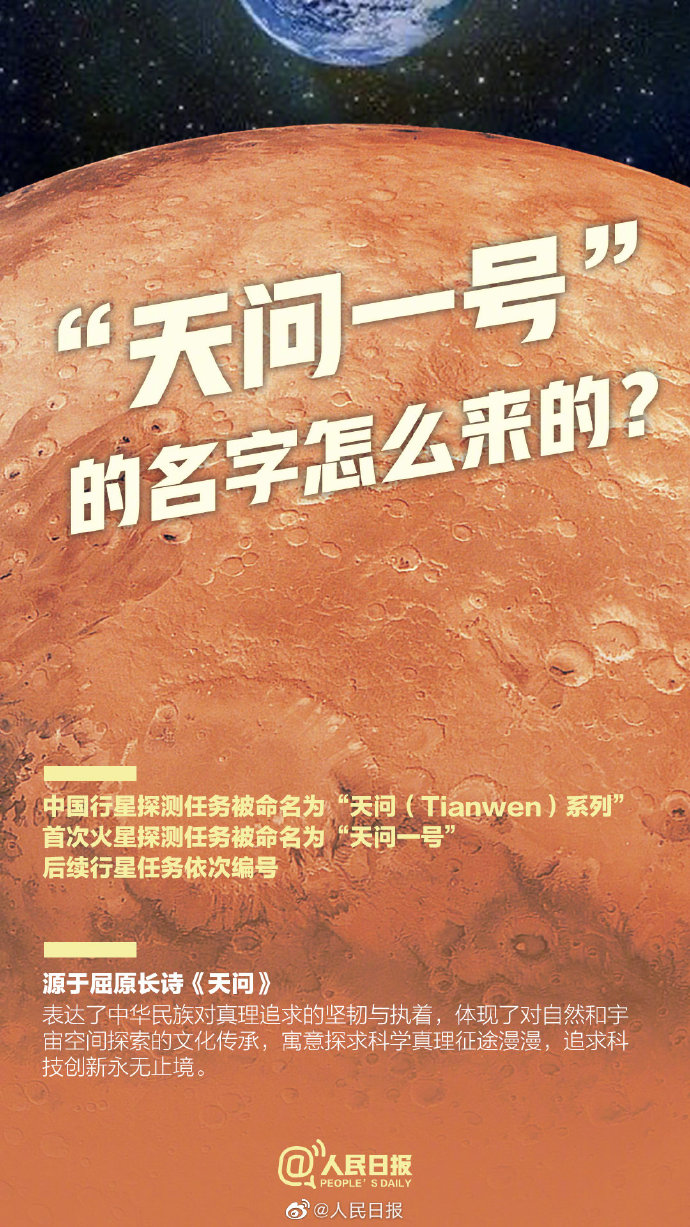 “天问一号”
的名字怎么来的?
中国行星探测任务被命名为“天问（Tianwen）系列”
首次火星探测任务被命名为“天问一号”
后续行星任务依次编号
源于屈原长诗《天问》
表达了中华民族对真理追求的坚韧与执着，体现了对自然和宇
宙空间探索的文化传承，寓意探求科学真理征途漫漫，追求科
技创新永无止境。
@人民日报
PEOPLE'S DAILY
@人民日报